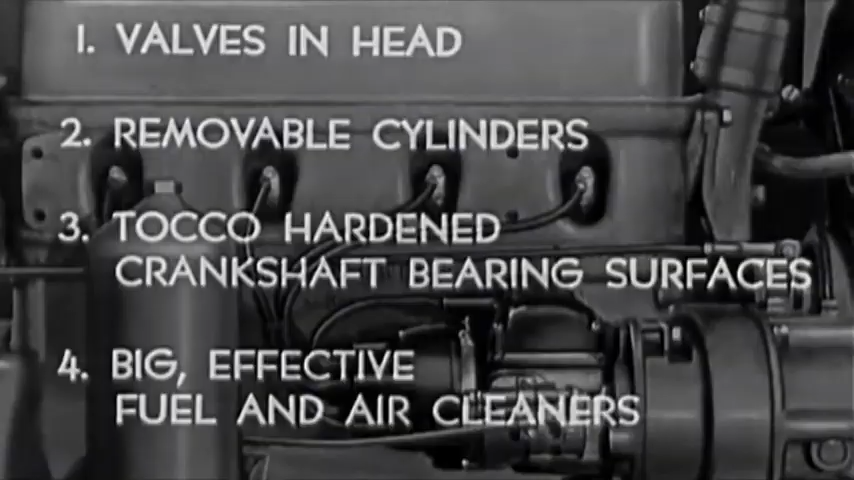 1. VALVES IN HEAD
2. REMOVABLE CYLINDERS
3. TOCCO HARDENED
CRANKSHAFT BEARING SURFACES
4. BIG, EFFECTIVE
FUEL AND AIR CLEANERS